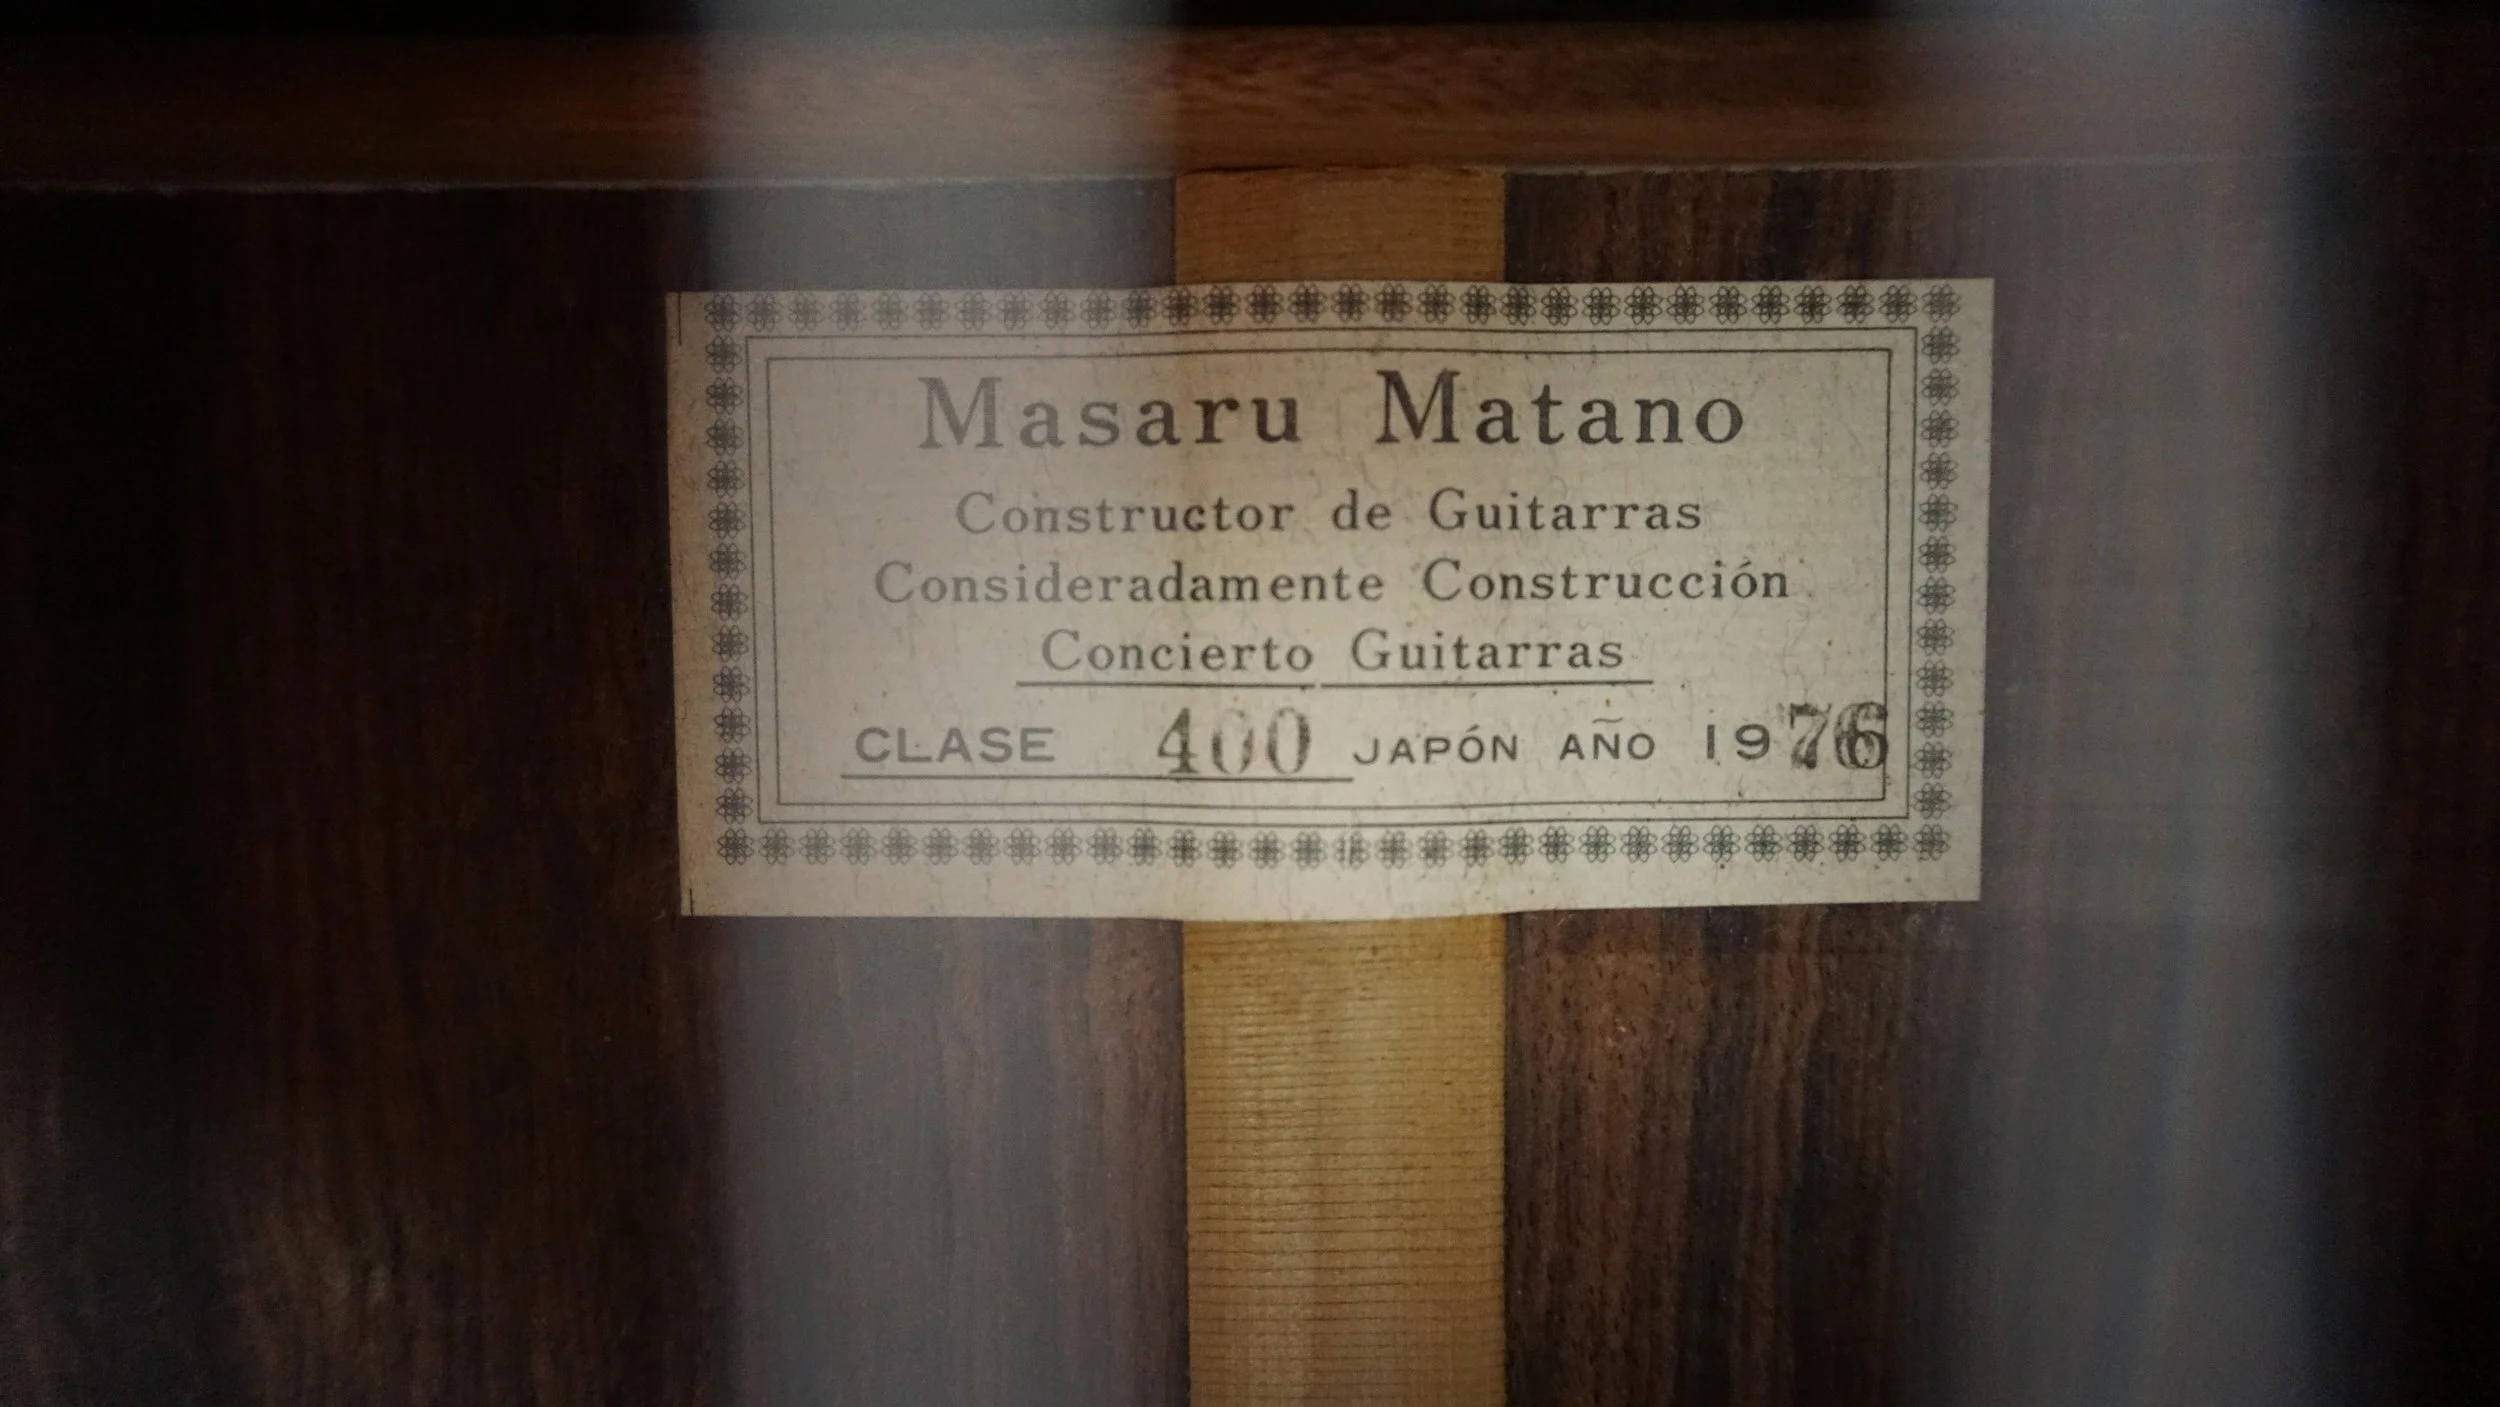 Masaru Matano
Constructor de Guitarras
Consideradamente Construcción
Concierto Guitarras
CLASE 400 JAPÓN AÑO 1976